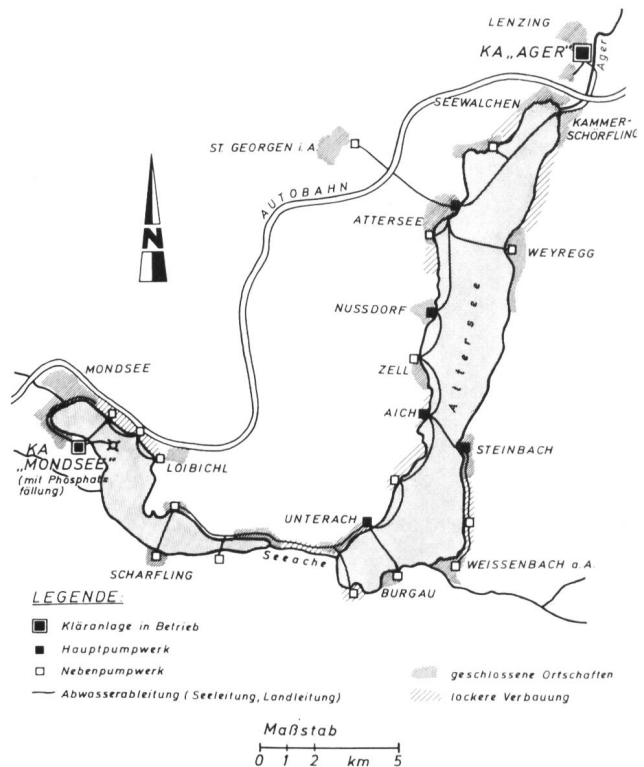 LENZING
KA „AGER"
Ager
SEEWALCHEN
KAMMER-
SCHÖRFLING
ST GEORGEN i. A.
AUTOBAHN
N
ATTERSEE
WEYREGG
NUSSDORF
Attersee
MONDSEE
ZELL
AICH
KA
„MONDSEE"
(mit Phosphat-
fällung)
LOIBICHL
STEINBACH
UNTERACH
Seeache
SCHARFLING
WEISSENBACH a.A.
BURGAU
LEGENDE:
Kläranlage in Betrieb
Hauptpumpwerk
Nebenpumpwerk
Abwasserableitung (Seeleitung, Landleitung)
geschlossene Ortschaften
lockere Verbauung
Maßstab
0 1 2 km 5